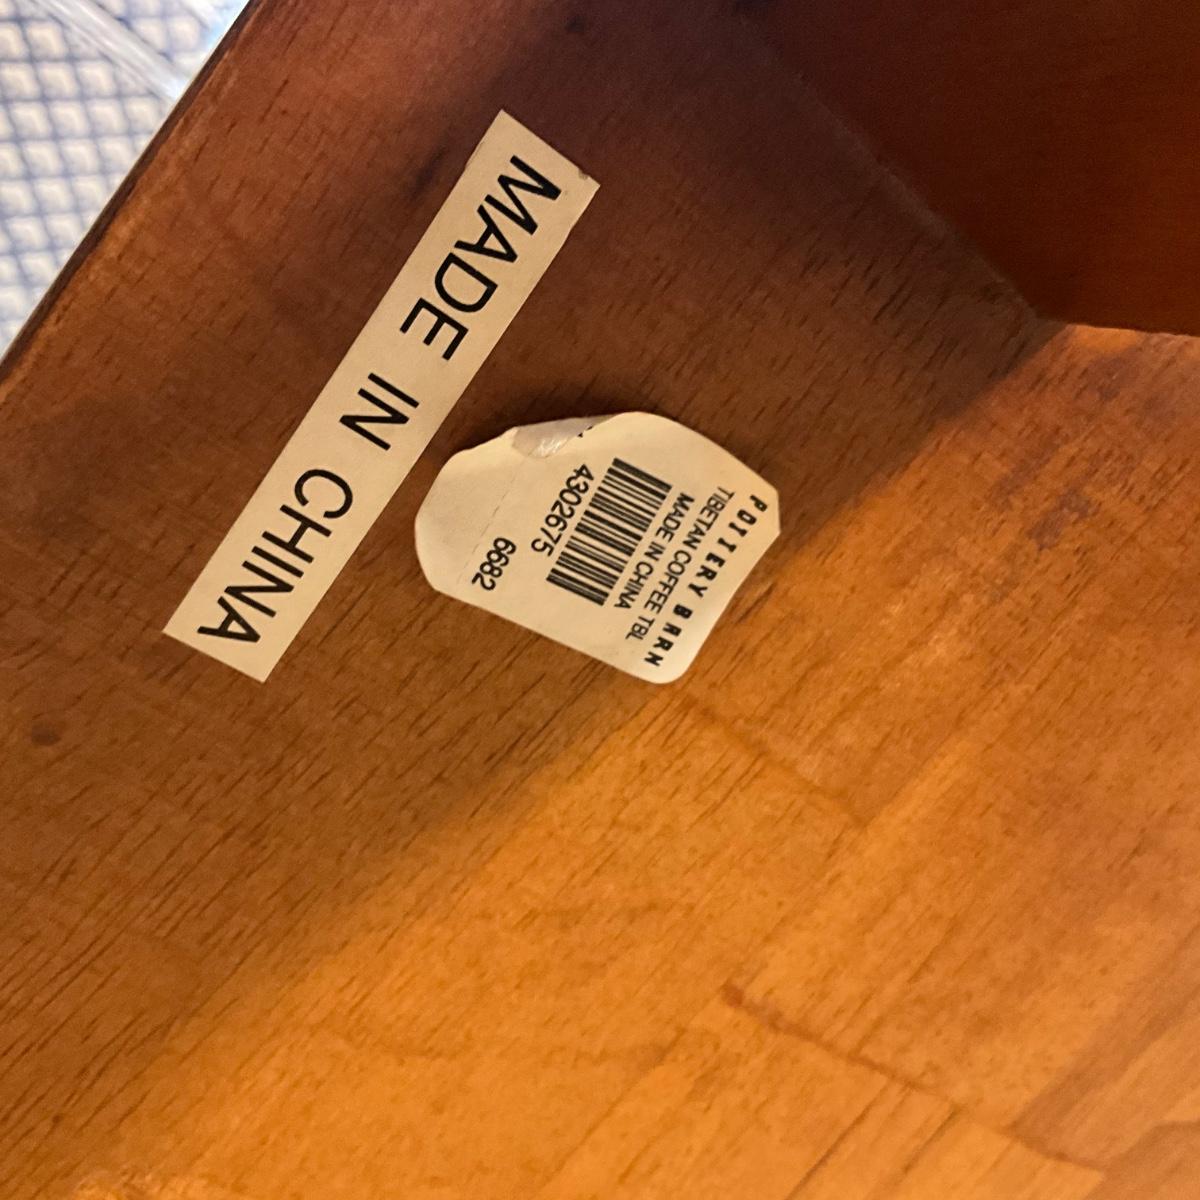 MADE IN CHINA
POTTERY BARN
TIBETAN COFFEE TBL
MADE IN CHINA
4302675
6682